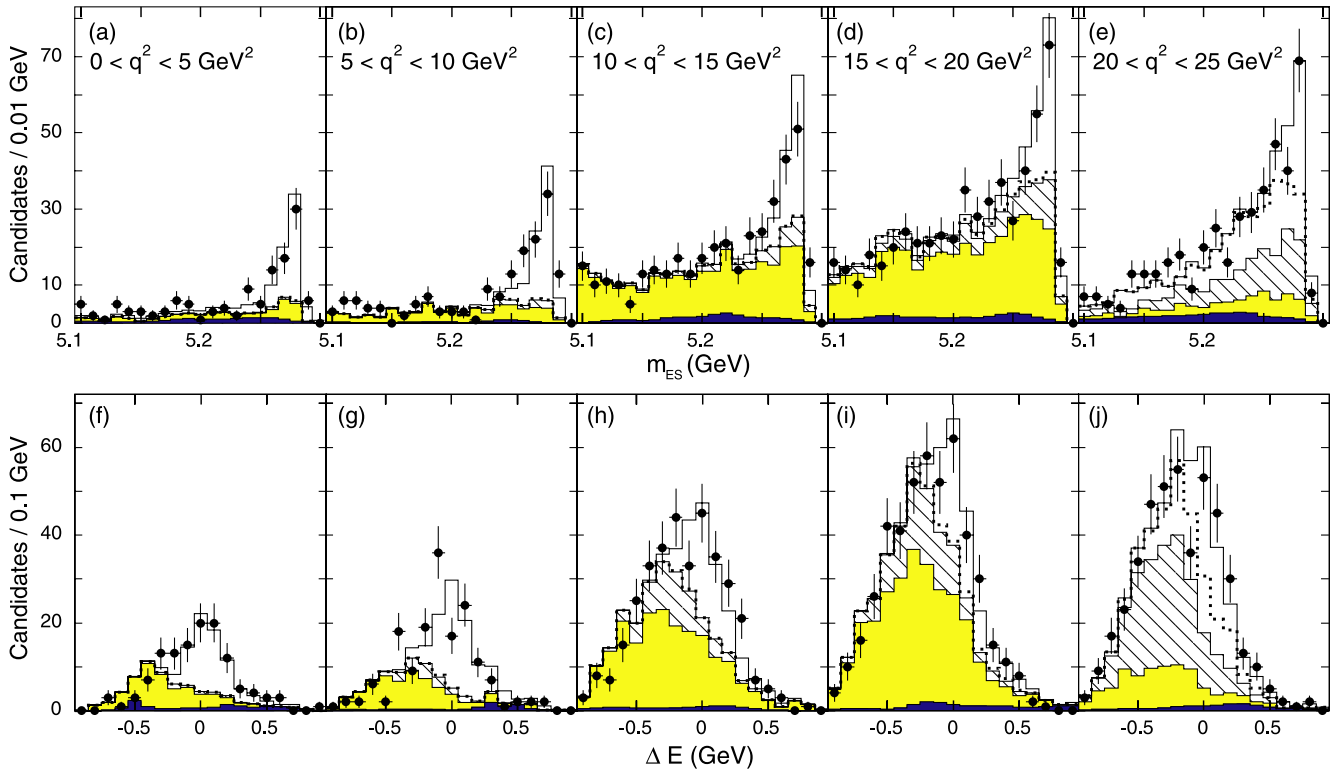 (a) (b) (c) (d) (e)
0 < q² < 5 GeV² 5 < q² < 10 GeV² 10 < q² < 15 GeV² 15 < q² < 20 GeV² 20 < q² < 25 GeV²
Candidates / 0.01 GeV
70
50
30
10
0
5.1 5.2 5.1 5.2 5.1 5.2 5.1 5.2 5.1 5.2
m_ES (GeV)
(f) (g) (h) (i) (j)
Candidates / 0.1 GeV
60
40
20
0
-0.5 0 0.5 -0.5 0 0.5 -0.5 0 0.5 -0.5 0 0.5 -0.5 0 0.5
Δ E (GeV)